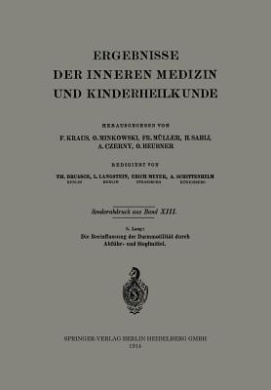 ERGEBNISSE
DER INNEREN MEDIZIN
UND KINDERHEILKUNDE
HERAUSGEGEBEN VON
F. KRAUS, O. MINKOWSKI, FR. MÜLLER, H. SAHLI,
A. CZERNY, O. HEUBNER
REDIGIERT VON
TH. BRUGSCH, L. LANGSTEIN, ERICH MEYER, A. SCHITTENHELM
BERLIN BERLIN STRASSBURG KÖNIGSBERG
Sonderabdruck aus Band XIII.
S. Lang:
Die Beeinflussung der Darmmotilität durch
Abführ- und Stopfmittel.
SPRINGER-VERLAG BERLIN HEIDELBERG GMBH
1914